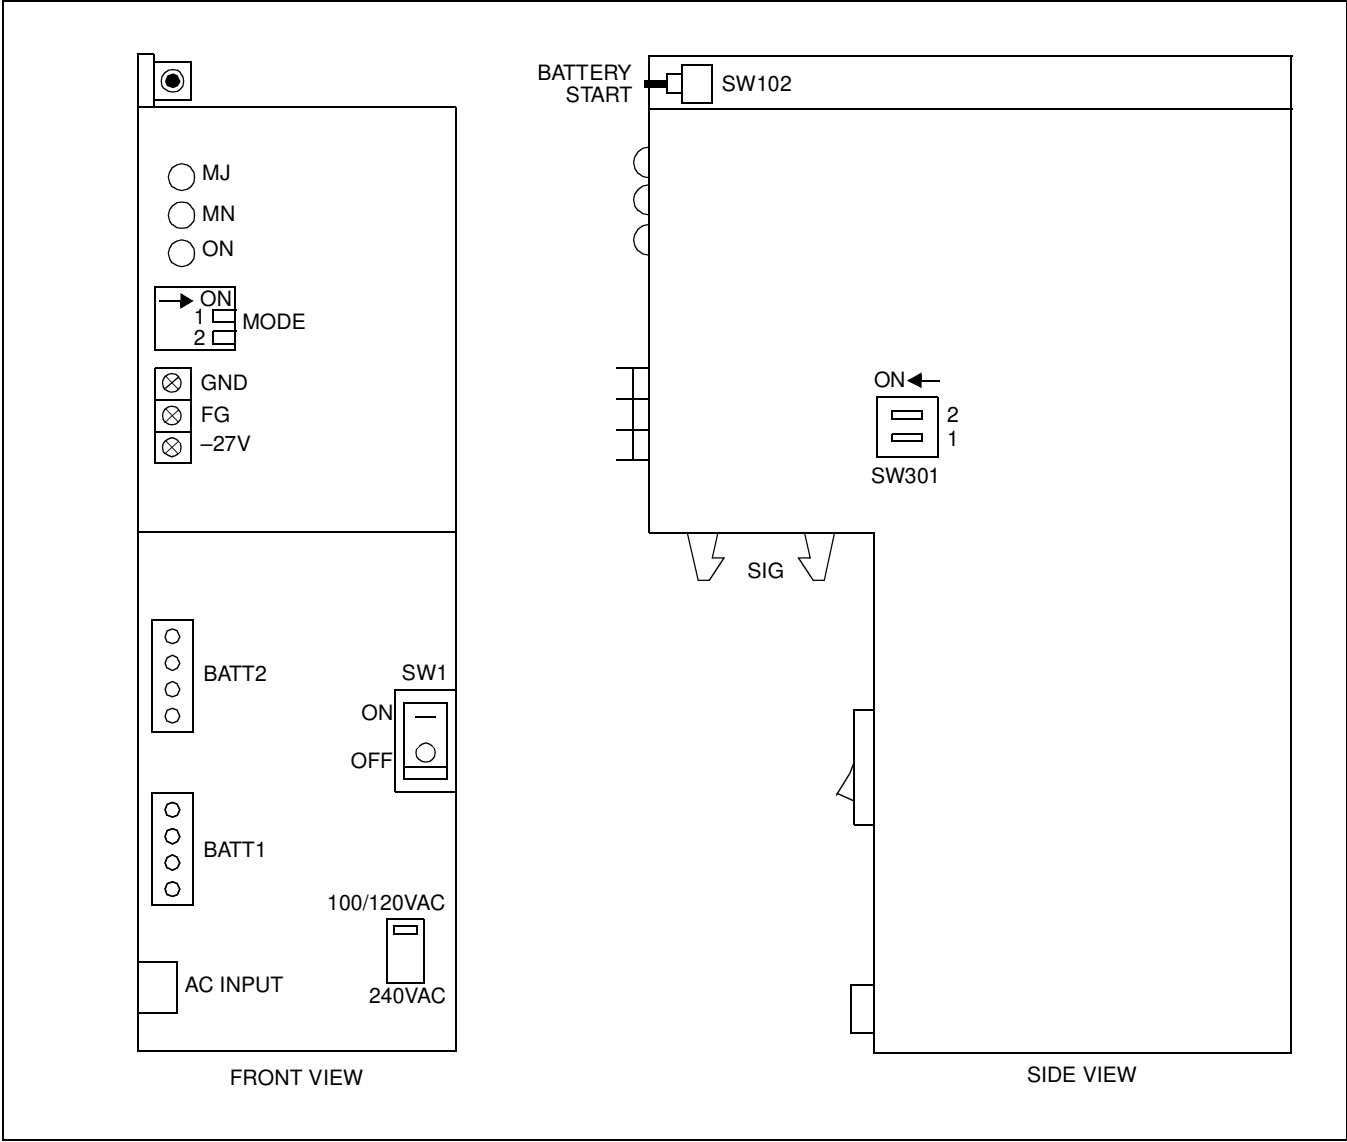 MJ
MN
ON
ON
1
2
MODE
GND
FG
–27V
BATT2
SW1
ON
OFF
BATT1
100/120VAC
240VAC
AC INPUT
FRONT VIEW
BATTERY
START
SW102
ON
2
1
SW301
SIG
SIDE VIEW